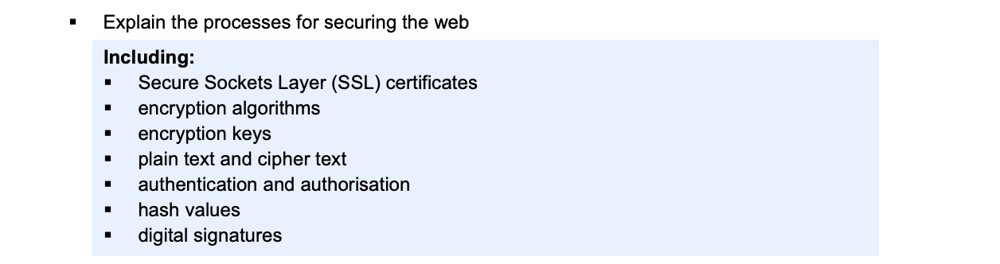 ▪ Explain the processes for securing the web
Including:
▪ Secure Sockets Layer (SSL) certificates
▪ encryption algorithms
▪ encryption keys
▪ plain text and cipher text
▪ authentication and authorisation
▪ hash values
▪ digital signatures